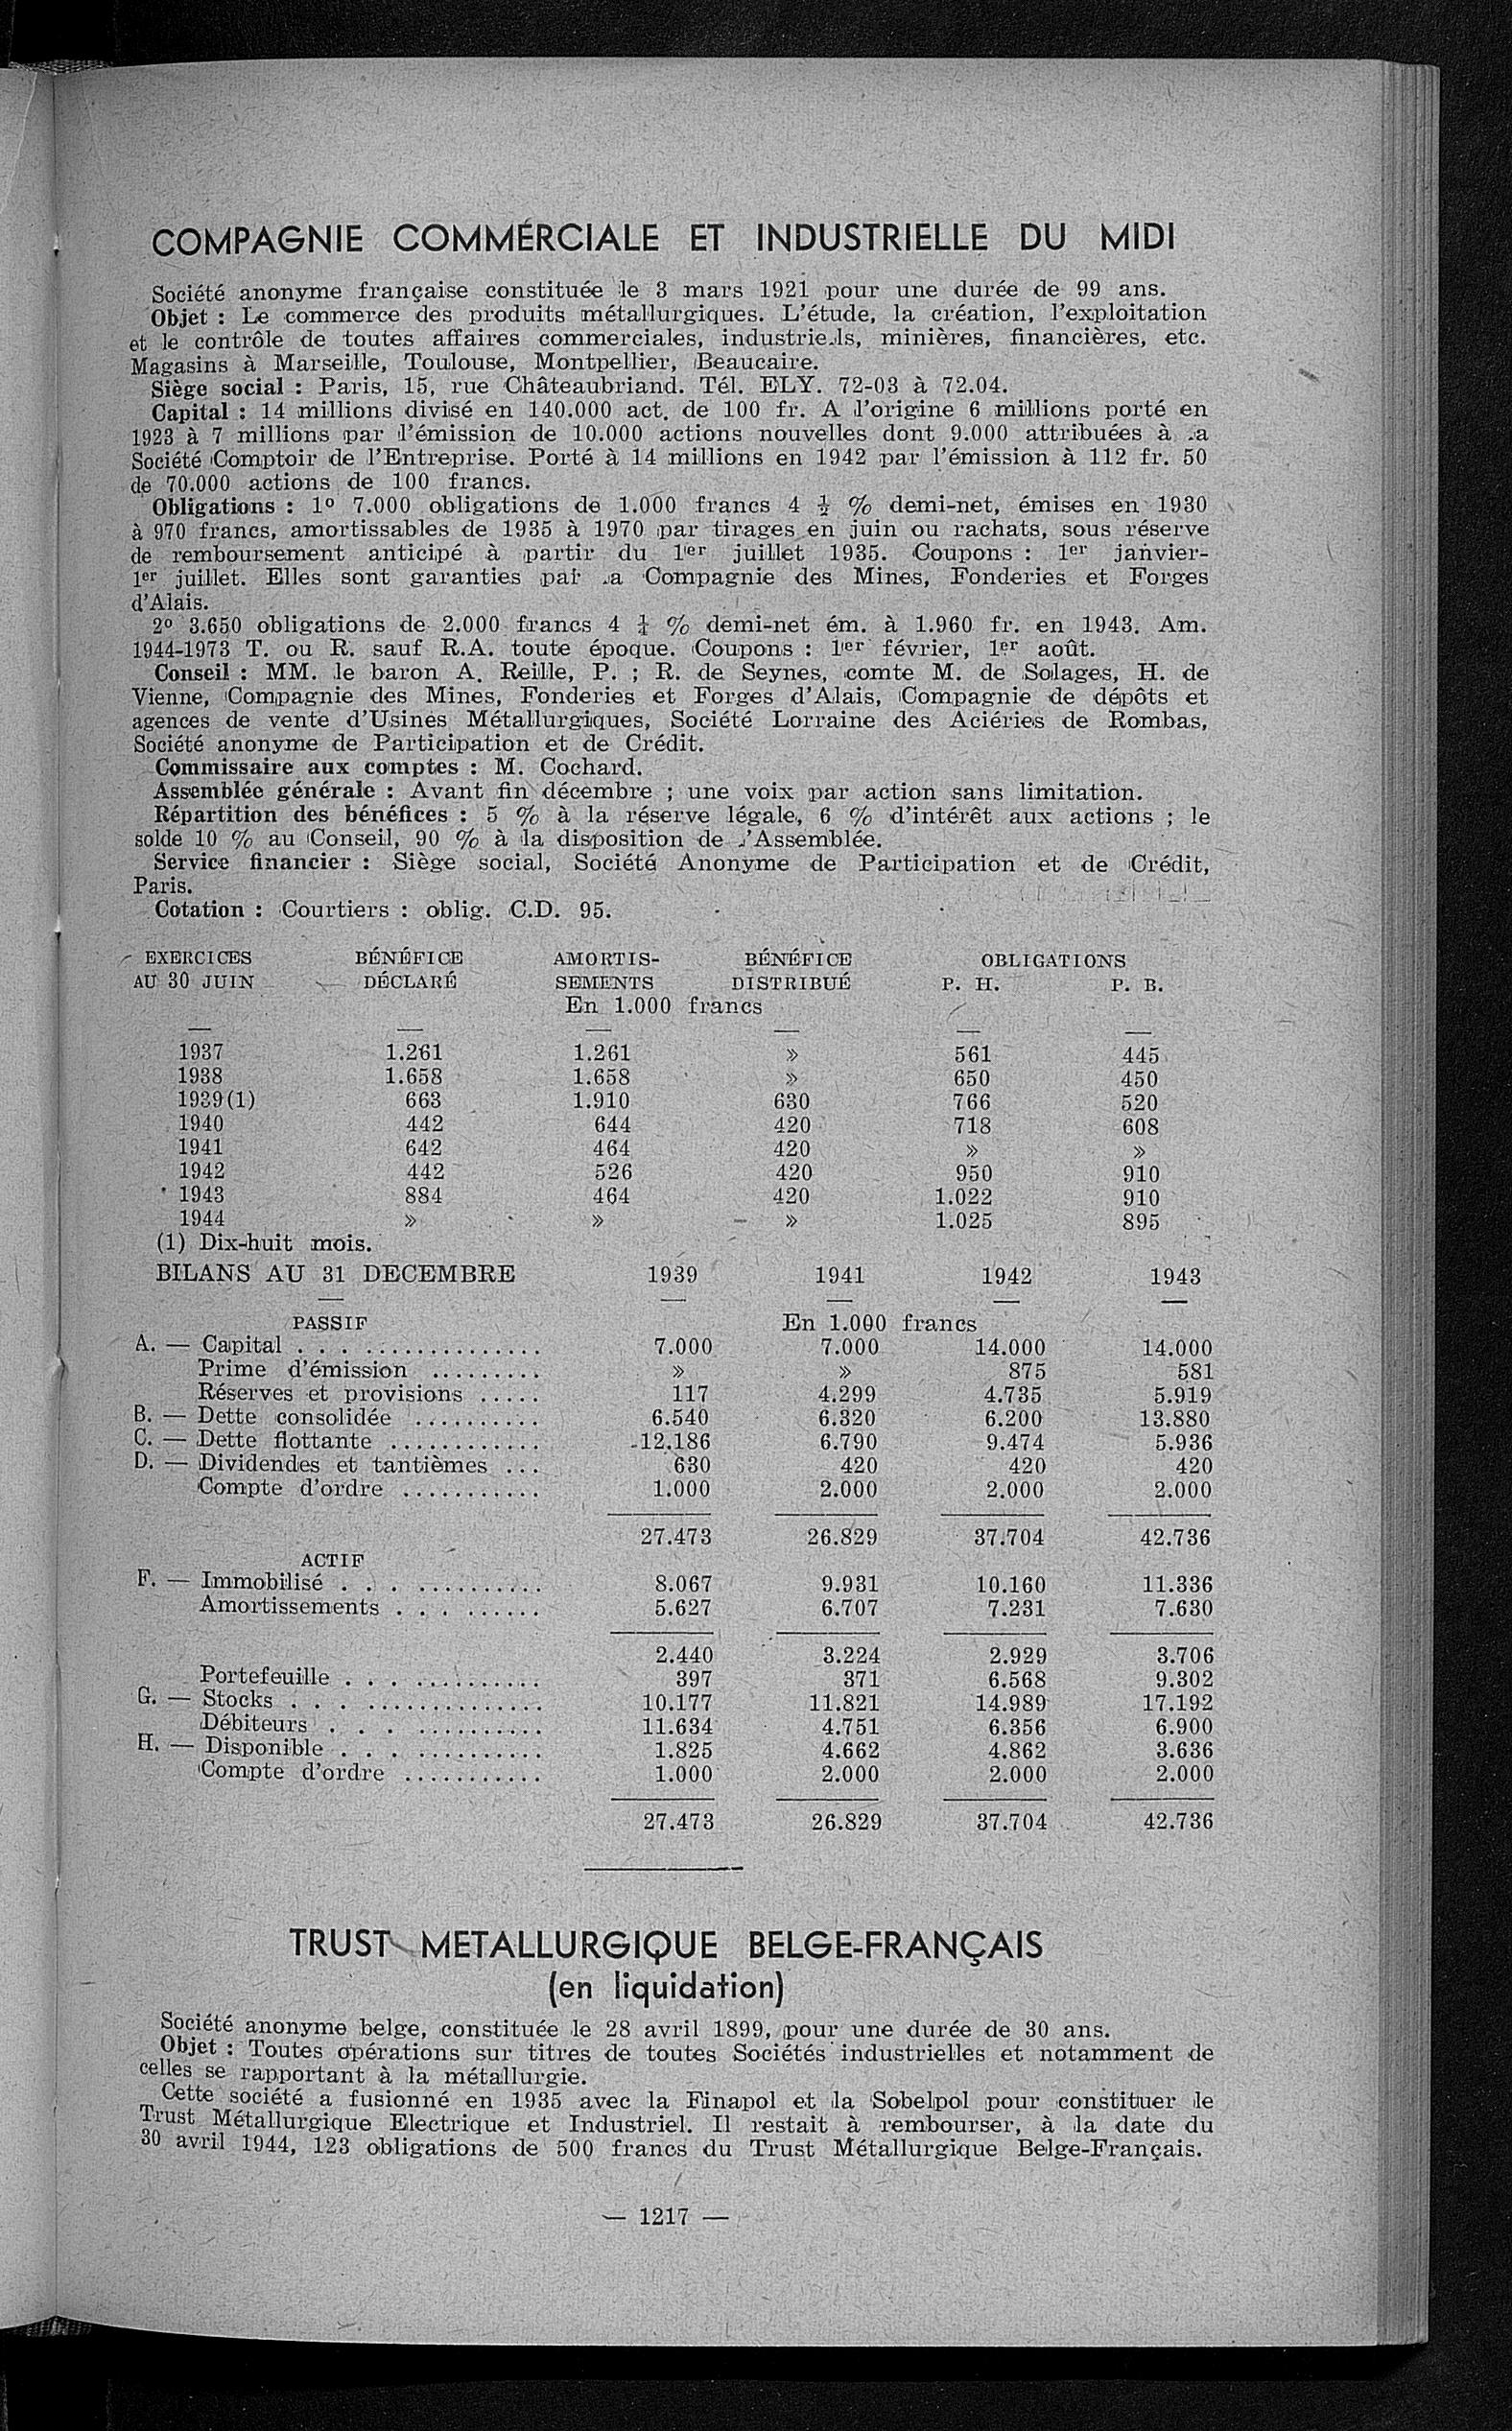 COMPAGNIE COMMERCIALE ET INDUSTRIELLE DU MIDI
Société anonyme française constituée le 3 mars 1921 pour une durée de 99 ans.
Objet : Le commerce des produits métallurgiques. L'étude, la création, l'exploitation
et le contrôle de toutes affaires commerciales, industrie.ls, minières, financières, etc.
Magasins à Marseille, Toulouse, Montpellier, Beaucaire.
Siège social : Paris, 15, rue Châteaubriand. Tél. ELY. 72-03 à 72.04.
Capital : 14 millions divisé en 140.000 act. de 100 fr. A l'origine 6 millions porté en
1923 à 7 millions par l'émission de 10.000 actions nouvelles dont 9.000 attribuées à .a
Société Comptoir de l'Entreprise. Porté à 14 millions en 1942 par l'émission à 112 fr. 50
de 70.000 actions de 100 francs.
Obligations : 1º 7.000 obligations de 1.000 francs 4 ½ % demi-net, émises en 1930
à 970 francs, amortissables de 1935 à 1970 par tirages en juin ou rachats, sous réserve
de remboursement anticipé à partir du 1er juillet 1935. Coupons : 1er janvier-
1er juillet. Elles sont garanties par .a Compagnie des Mines, Fonderies et Forges
d'Alais.
2º 3.650 obligations de 2.000 francs 4 ¼ % demi-net ém. à 1.960 fr. en 1943. Am.
1944-1973 T. ou R. sauf R.A. toute époque. Coupons : 1er février, 1er août.
Conseil : MM. le baron A. Reille, P. ; R. de Seynes, comte M. de Solages, H. de
Vienne, Compagnie des Mines, Fonderies et Forges d'Alais, Compagnie de dépôts et
agences de vente d'Usines Métallurgiques, Société Lorraine des Aciéries de Rombas,
Société anonyme de Participation et de Crédit.
Commissaire aux comptes : M. Cochard.
Assemblée générale : Avant fin décembre ; une voix par action sans limitation.
Répartition des bénéfices : 5 % à la réserve légale, 6 % d'intérêt aux actions ; le
solde 10 % au Conseil, 90 % à la disposition de .'Assemblée.
Service financier : Siège social, Société Anonyme de Participation et de Crédit,
Paris.
Cotation : Courtiers : oblig. C.D. 95.
EXERCICES BÉNÉFICE AMORTIS- BÉNÉFICE OBLIGATIONS
AU 30 JUIN DÉCLARÉ SEMENTS DISTRIBUÉ P. H. P. B.
En 1.000 francs
— — — — — —
1937 1.261 1.261 » 561 445
1938 1.658 1.658 » 650 450
1939(1) 663 1.910 630 766 520
1940 442 644 420 718 608
1941 642 464 420 » »
1942 442 526 420 950 910
1943 884 464 420 1.022 910
1944 » » » 1.025 895
(1) Dix-huit mois.
BILANS AU 31 DECEMBRE 1939 1941 1942 1943
— — — — —
PASSIF En 1.000 francs
A. — Capital . . . . . . . . . . . . . . . . 7.000 7.000 14.000 14.000
Prime d'émission ......... » » 875 581
Réserves et provisions ..... 117 4.299 4.735 5.919
B. — Dette consolidée .......... 6.540 6.320 6.200 13.880
C. — Dette flottante ............ 12.186 6.790 9.474 5.936
D. — Dividendes et tantièmes ... 630 420 420 420
Compte d'ordre ........... 1.000 2.000 2.000 2.000
27.473 26.829 37.704 42.736
ACTIF
F. — Immobilisé . . . ........... 8.067 9.931 10.160 11.336
Amortissements . . . ...... 5.627 6.707 7.231 7.630
2.440 3.224 2.929 3.706
Portefeuille . . . ........... 397 371 6.568 9.302
G. — Stocks . . . ............... 10.177 11.821 14.989 17.192
Débiteurs . . . ........... 11.634 4.751 6.356 6.900
H. — Disponible . . . ........... 1.825 4.662 4.862 3.636
Compte d'ordre ........... 1.000 2.000 2.000 2.000
27.473 26.829 37.704 42.736
TRUST METALLURGIQUE BELGE-FRANÇAIS
(en liquidation)
Société anonyme belge, constituée le 28 avril 1899, pour une durée de 30 ans.
Objet : Toutes opérations sur titres de toutes Sociétés industrielles et notamment de
celles se rapportant à la métallurgie.
Cette société a fusionné en 1935 avec la Finapol et la Sobelpol pour constituer le
Trust Métallurgique Electrique et Industriel. Il restait à rembourser, à la date du
30 avril 1944, 123 obligations de 500 francs du Trust Métallurgique Belge-Français.
— 1217 —